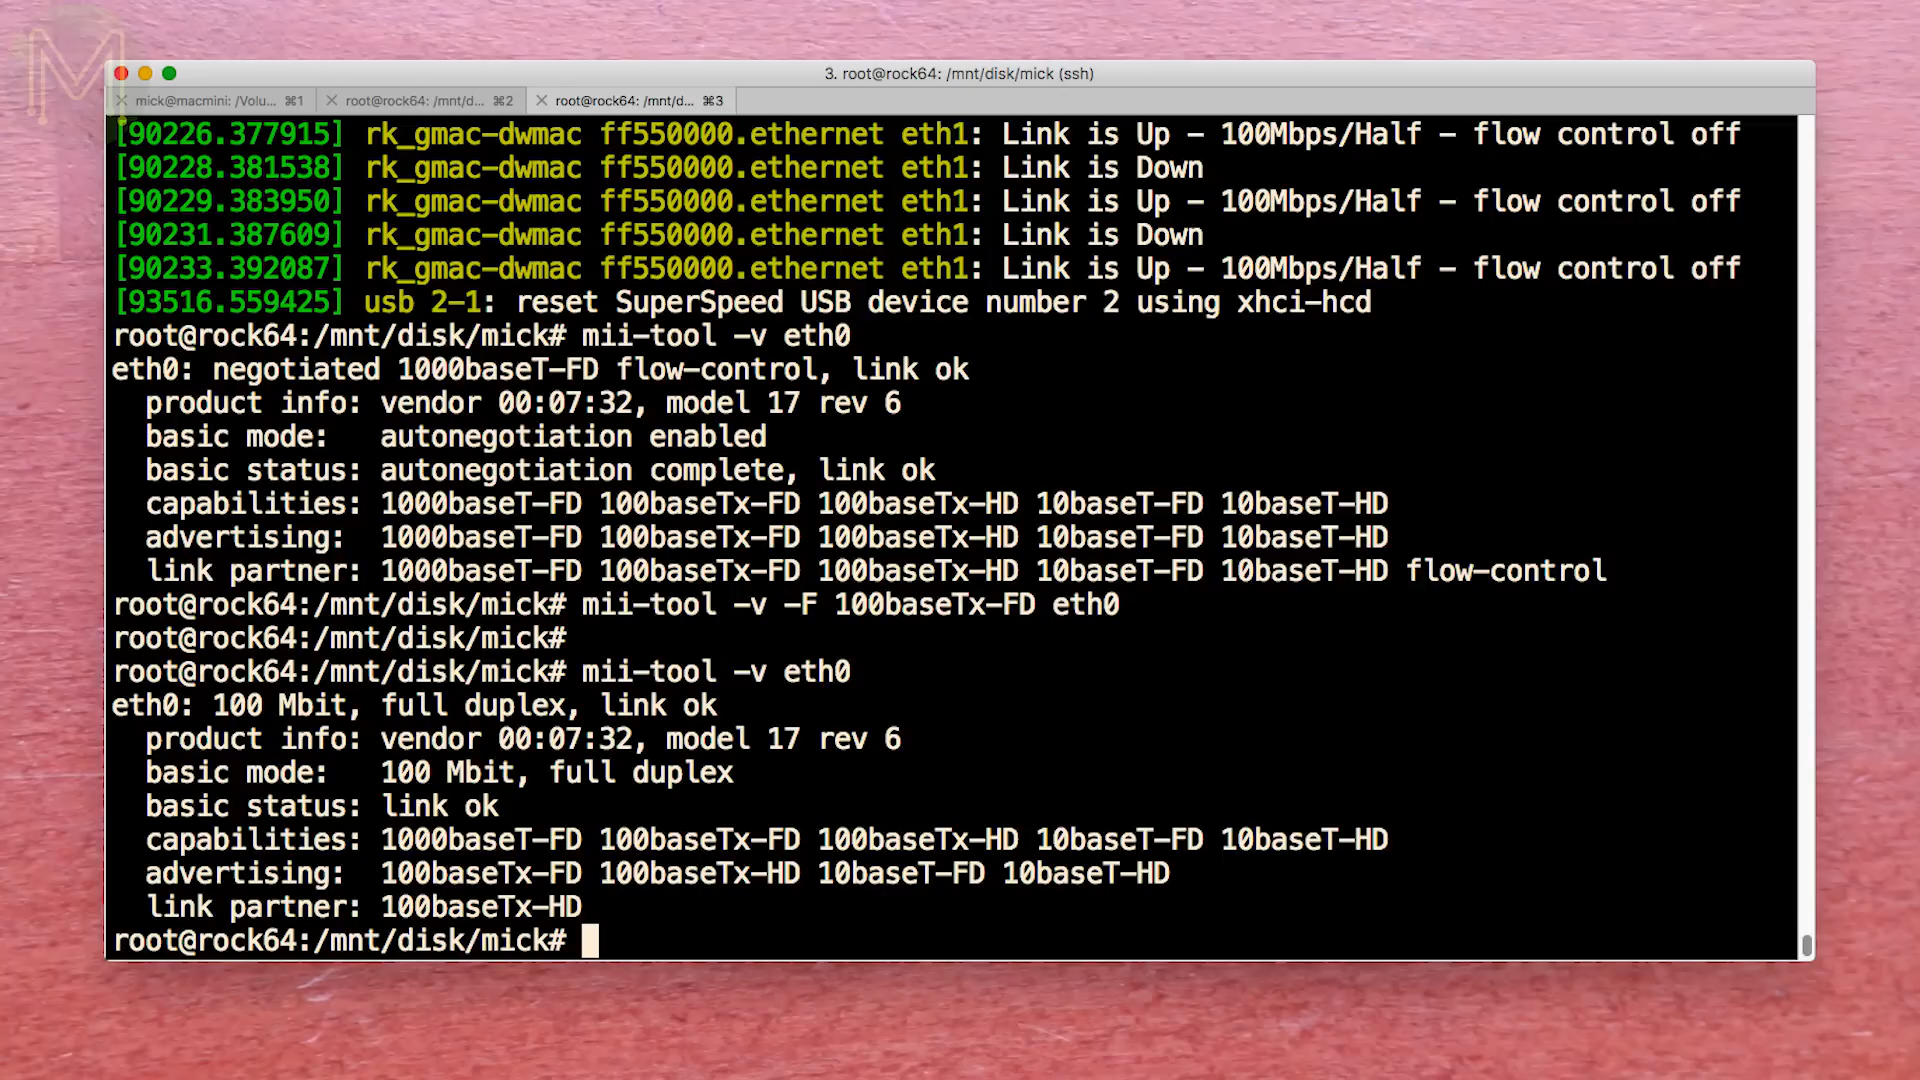 3. root@rock64: /mnt/disk/mick (ssh)
mick@macmini: /Volu... ⌘1 root@rock64: /mnt/d... ⌘2 root@rock64: /mnt/d... ⌘3
[90226.377915] rk_gmac-dwmac ff550000.ethernet eth1: Link is Up - 100Mbps/Half - flow control off
[90228.381538] rk_gmac-dwmac ff550000.ethernet eth1: Link is Down
[90229.383950] rk_gmac-dwmac ff550000.ethernet eth1: Link is Up - 100Mbps/Half - flow control off
[90231.387609] rk_gmac-dwmac ff550000.ethernet eth1: Link is Down
[90233.392087] rk_gmac-dwmac ff550000.ethernet eth1: Link is Up - 100Mbps/Half - flow control off
[93516.559425] usb 2-1: reset SuperSpeed USB device number 2 using xhci-hcd
root@rock64:/mnt/disk/mick# mii-tool -v eth0
eth0: negotiated 1000baseT-FD flow-control, link ok
  product info: vendor 00:07:32, model 17 rev 6
  basic mode:   autonegotiation enabled
  basic status: autonegotiation complete, link ok
  capabilities: 1000baseT-FD 100baseTx-FD 100baseTx-HD 10baseT-FD 10baseT-HD
  advertising:  1000baseT-FD 100baseTx-FD 100baseTx-HD 10baseT-FD 10baseT-HD
  link partner: 1000baseT-FD 100baseTx-FD 100baseTx-HD 10baseT-FD 10baseT-HD flow-control
root@rock64:/mnt/disk/mick# mii-tool -v -F 100baseTx-FD eth0
root@rock64:/mnt/disk/mick#
root@rock64:/mnt/disk/mick# mii-tool -v eth0
eth0: 100 Mbit, full duplex, link ok
  product info: vendor 00:07:32, model 17 rev 6
  basic mode:   100 Mbit, full duplex
  basic status: link ok
  capabilities: 1000baseT-FD 100baseTx-FD 100baseTx-HD 10baseT-FD 10baseT-HD
  advertising:  100baseTx-FD 100baseTx-HD 10baseT-FD 10baseT-HD
  link partner: 100baseTx-HD
root@rock64:/mnt/disk/mick#